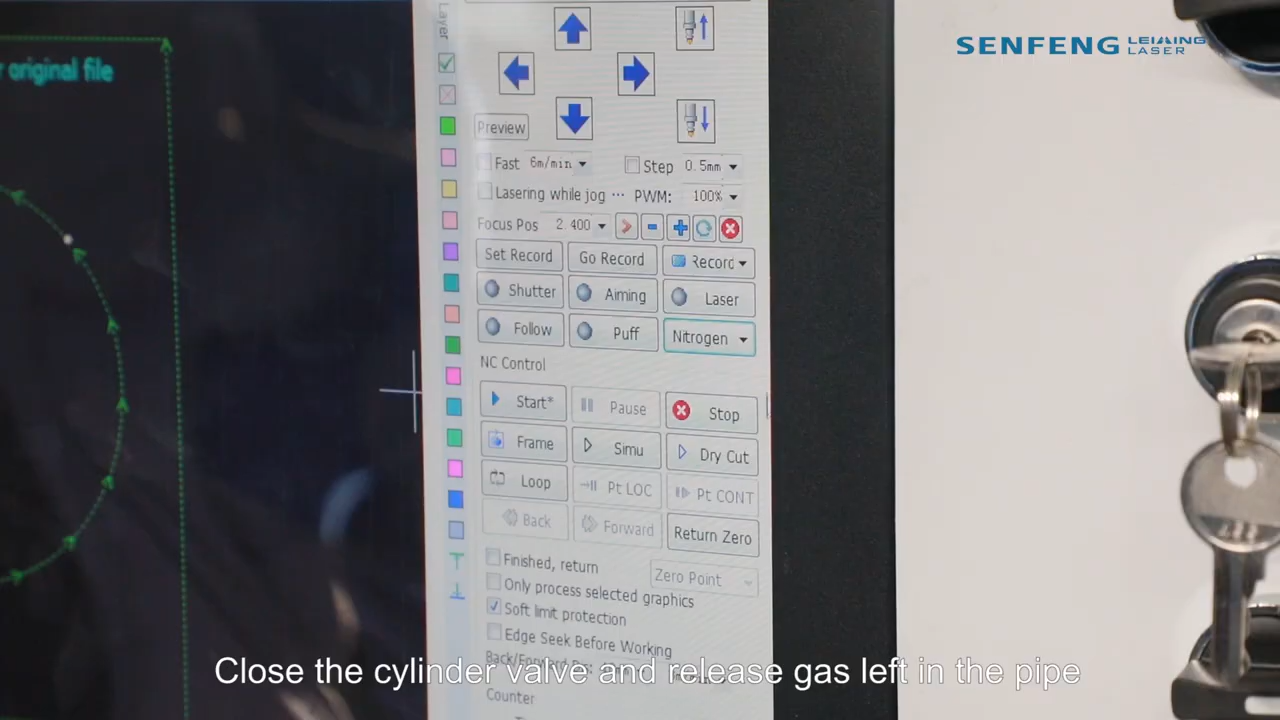 SENFENG LEIMING LASER
r original file
Layer
Preview
Fast 6m/min Step 0.5mm
Lasering while jog ... PWM: 100%
Focus Pos 2 400
Set Record Go Record Record
Shutter Aiming Laser
Follow Puff Nitrogen
NC Control
Start* Pause Stop
Frame Simu Dry Cut
Loop Pt LOC Pt CONT
Back Forward Return Zero
Finished, return Zero Point
Only process selected graphics
Soft limit protection
Edge Seek Before Working
Close the cylinder valve and release gas left in the pipe
Counter